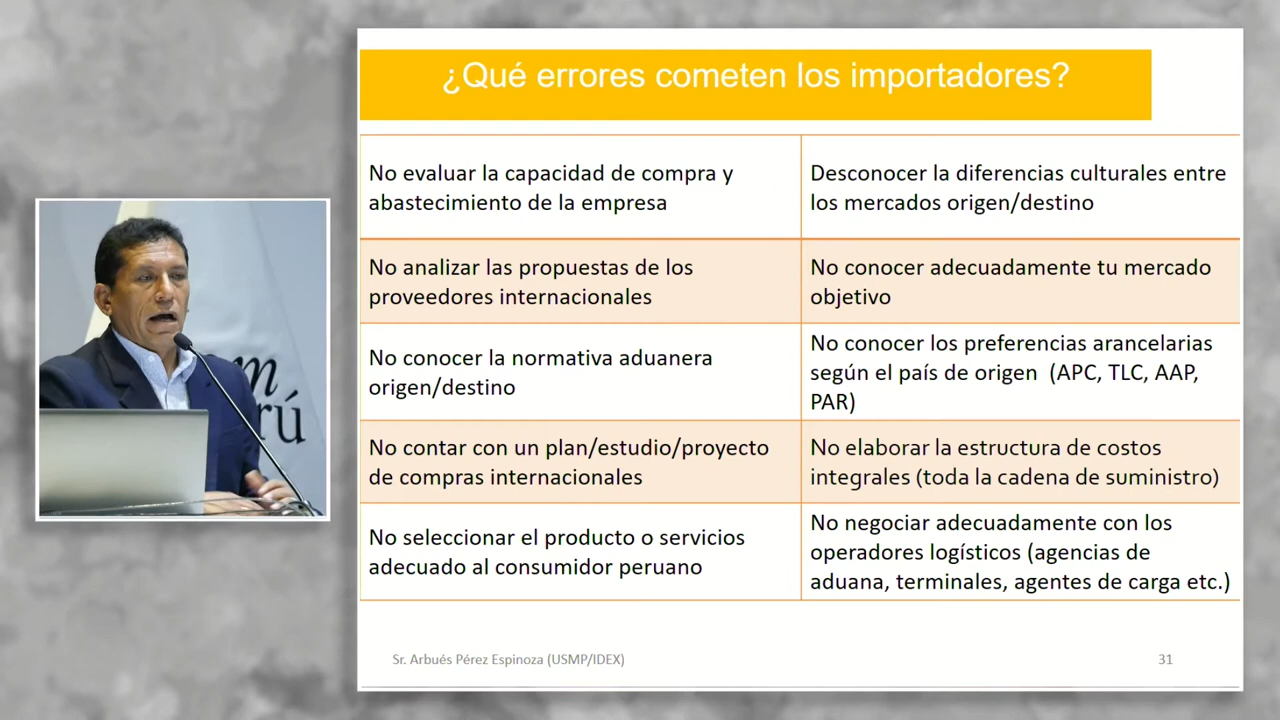 ¿Qué errores cometen los importadores?
No evaluar la capacidad de compra y
abastecimiento de la empresa
Desconocer la diferencias culturales entre
los mercados origen/destino
No analizar las propuestas de los
proveedores internacionales
No conocer adecuadamente tu mercado
objetivo
No conocer la normativa aduanera
origen/destino
No conocer los preferencias arancelarias
según el país de origen (APC, TLC, AAP,
PAR)
No contar con un plan/estudio/proyecto
de compras internacionales
No elaborar la estructura de costos
integrales (toda la cadena de suministro)
No seleccionar el producto o servicios
adecuado al consumidor peruano
No negociar adecuadamente con los
operadores logísticos (agencias de
aduana, terminales, agentes de carga etc.)
Sr. Arbués Pérez Espinoza (USMP/IDEX)
31